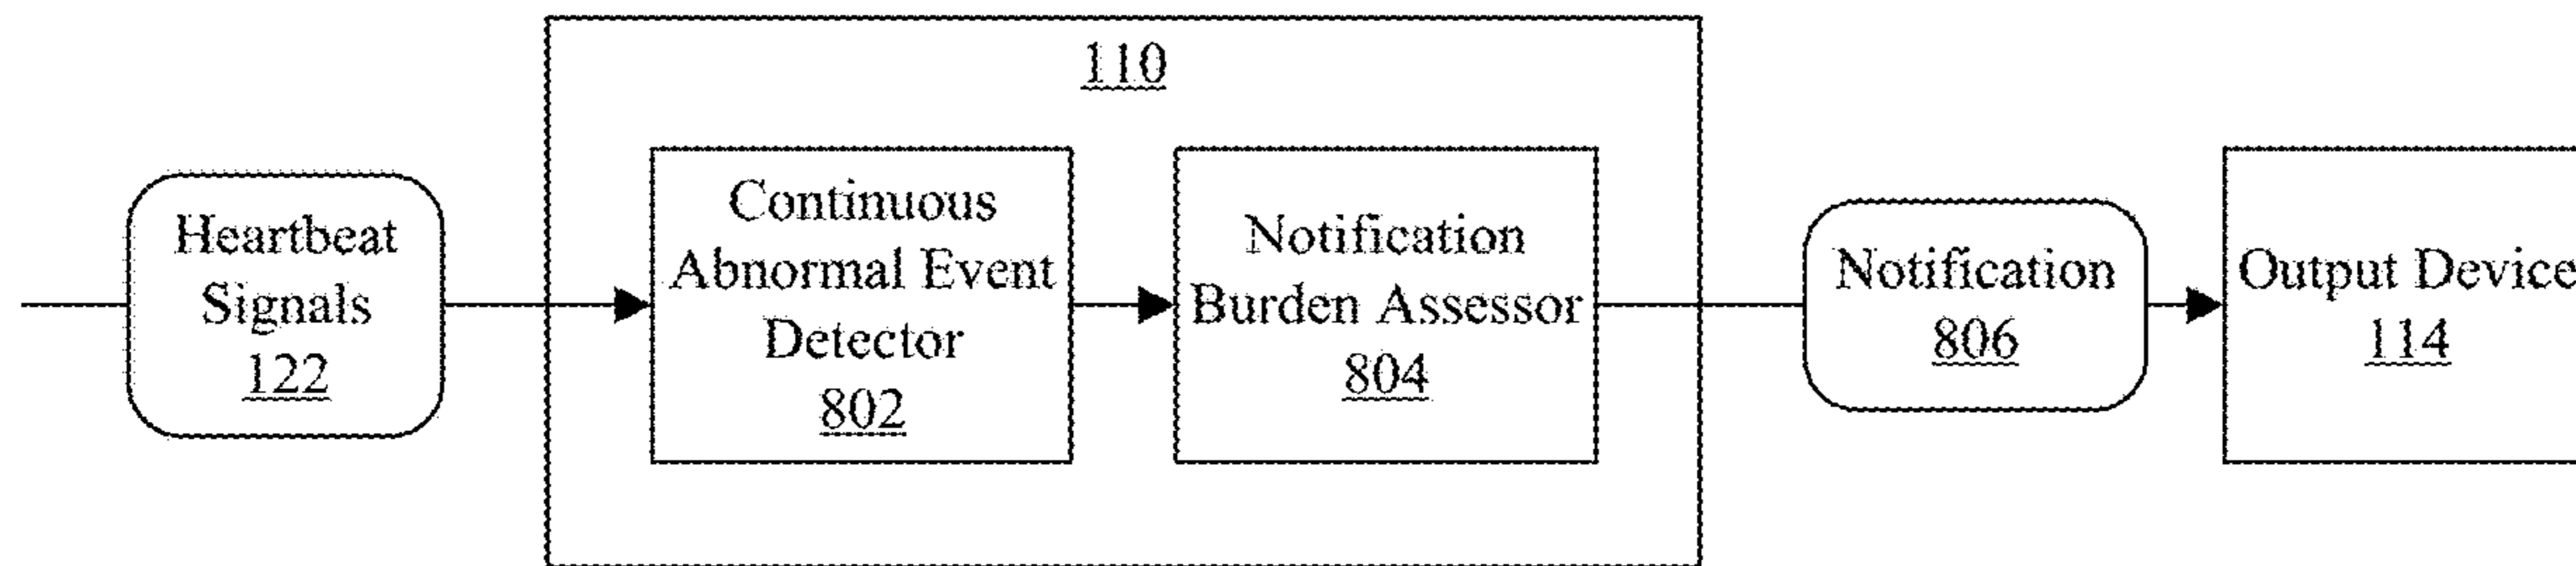 110
Heartbeat
Signals
122
Continuous
Abnormal Event
Detector
802
Notification
Burden Assessor
804
Notification
806
Output Device
114